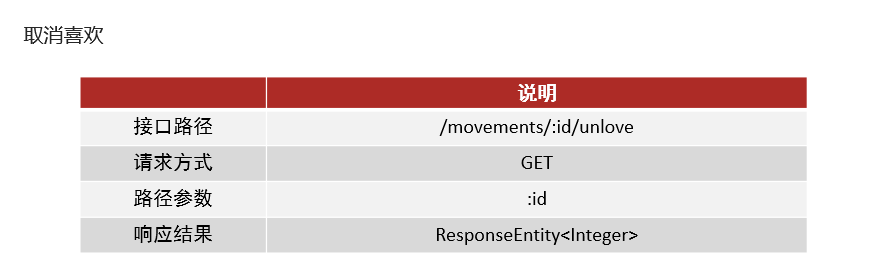 取消喜欢
说明
接口路径 /movements/:id/unlove
请求方式 GET
路径参数 :id
响应结果 ResponseEntity<Integer>